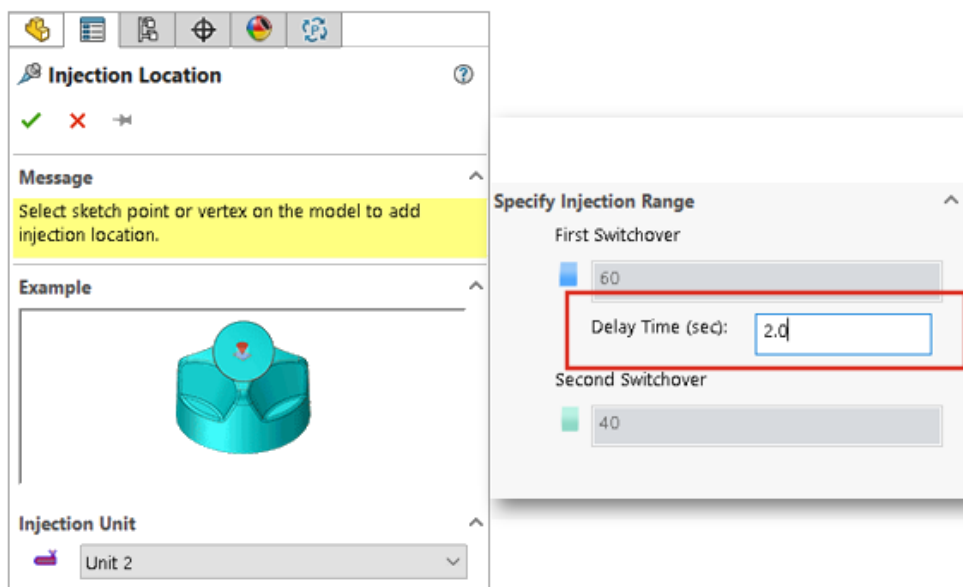 Injection Location
Message
Select sketch point or vertex on the model to add
injection location.
Example
Injection Unit
Unit 2
Specify Injection Range
First Switchover
60
Delay Time (sec): 2.0
Second Switchover
40